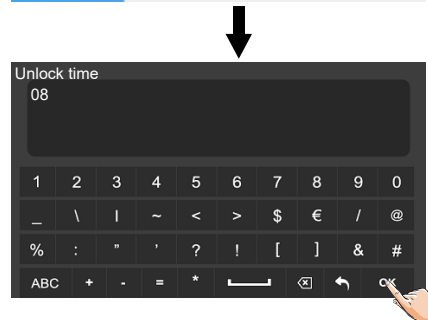 Unlock time
08
1 2 3 4 5 6 7 8 9 0
_ \ | ~ < > $ € / @
% : " ' ? ! [ ] & #
ABC + - = * OK